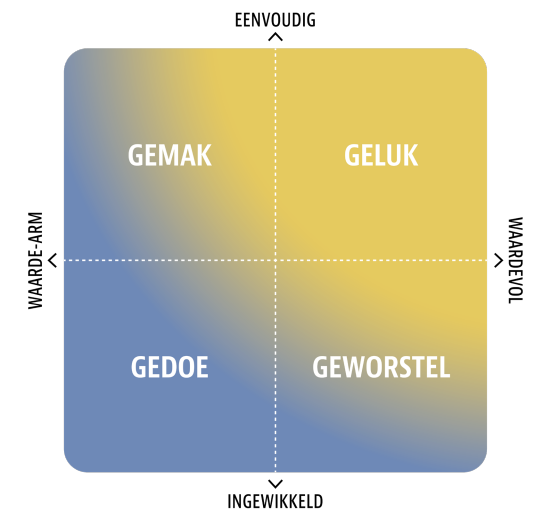 EENVOUDIG
GEMAK
GELUK
WAARDE-ARM
WAARDEVOL
GEDOE
GEWORSTEL
INGEWIKKELD